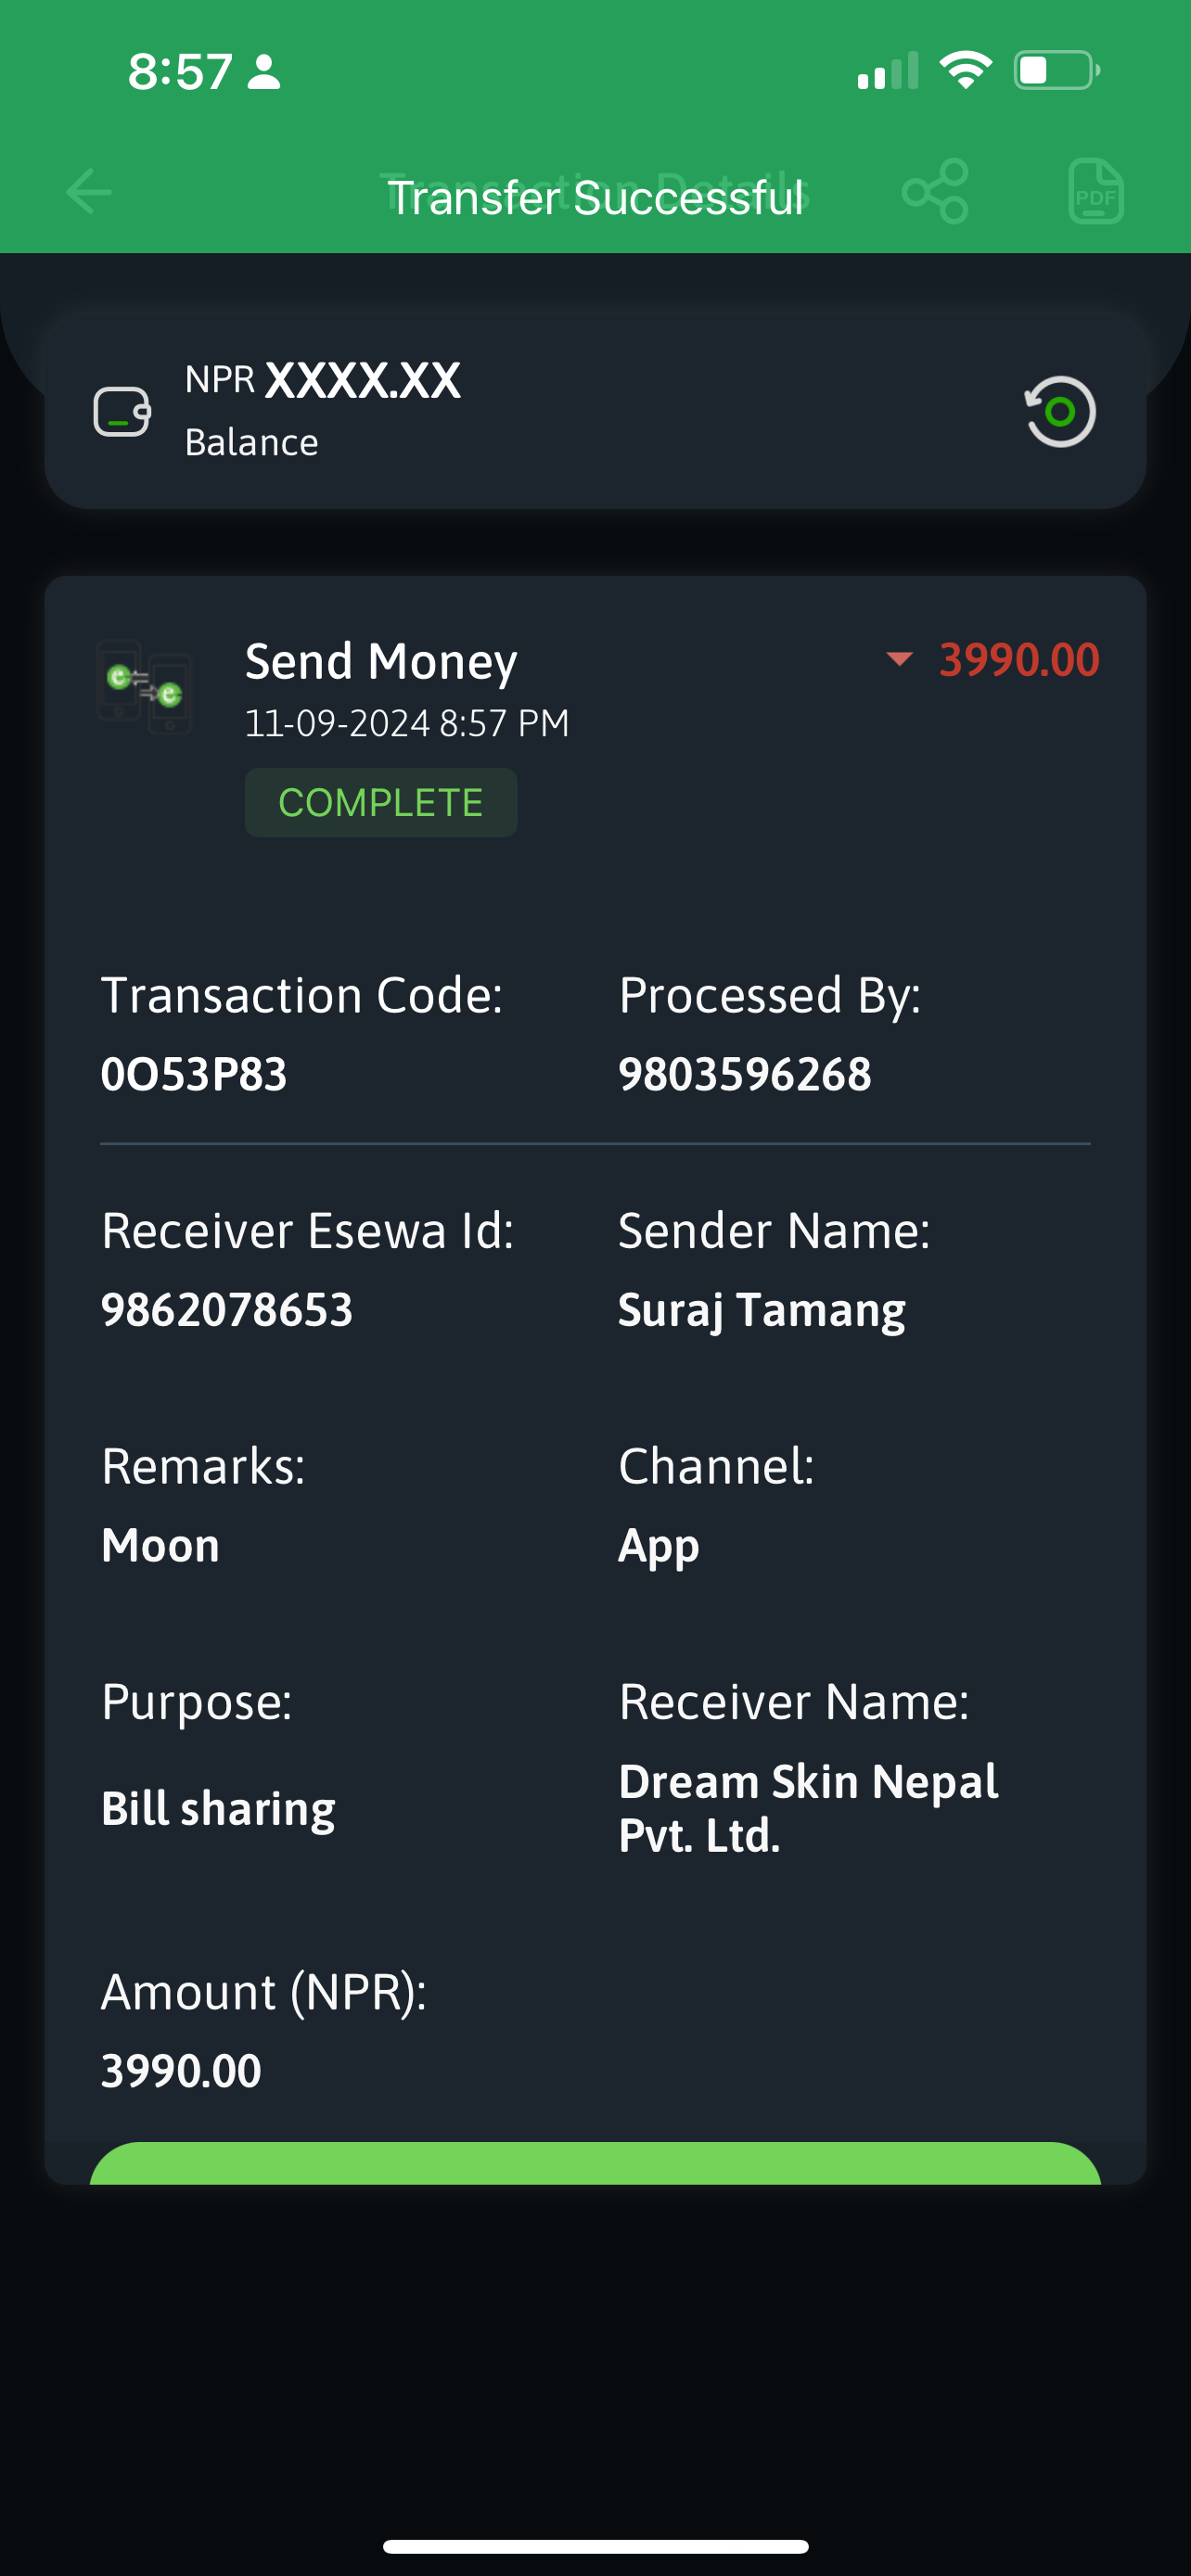 8:57
Transaction Details
Transfer Successful
PDF
NPR XXXX.XX
Balance
Send Money
3990.00
11-09-2024 8:57 PM
COMPLETE
Transaction Code:
Processed By:
0O53P83
9803596268
Receiver Esewa Id:
Sender Name:
9862078653
Suraj Tamang
Remarks:
Channel:
Moon
App
Purpose:
Receiver Name:
Bill sharing
Dream Skin Nepal
Pvt. Ltd.
Amount (NPR):
3990.00